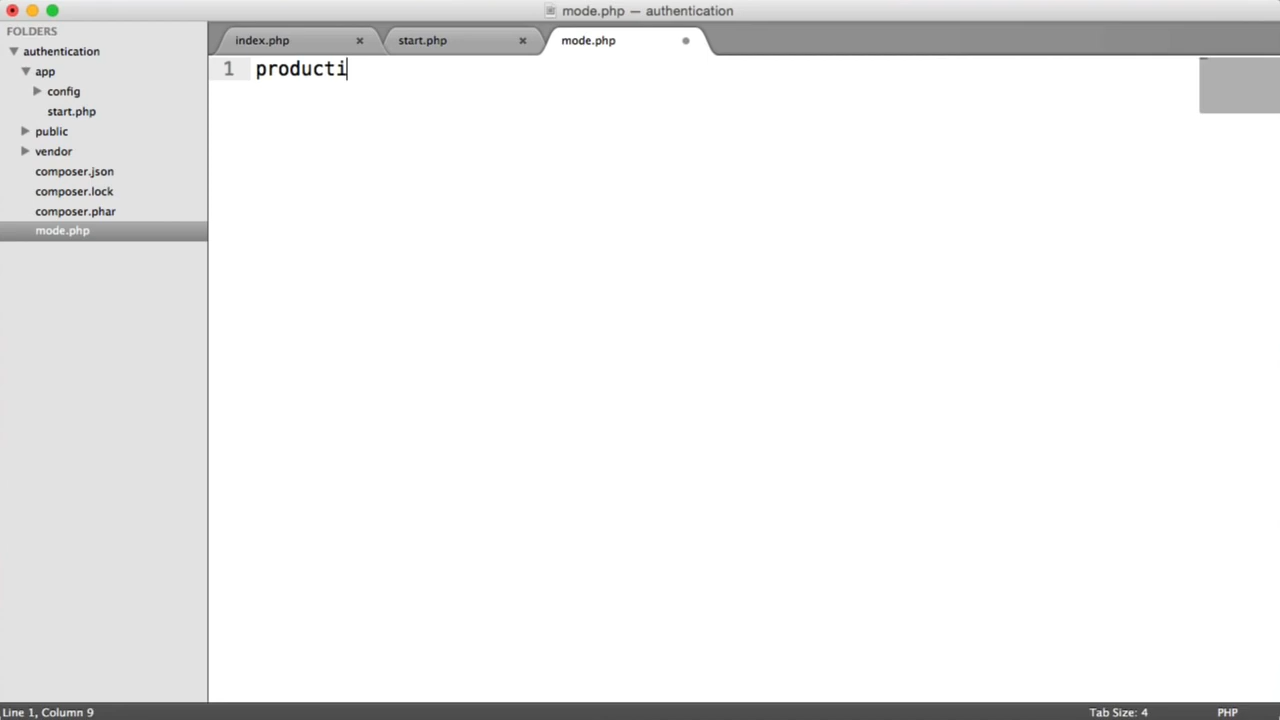 mode.php — authentication
FOLDERS
authentication
app
config
start.php
public
vendor
composer.json
composer.lock
composer.phar
mode.php
index.php
start.php
mode.php
1 producti
Line 1, Column 9
Tab Size: 4
PHP